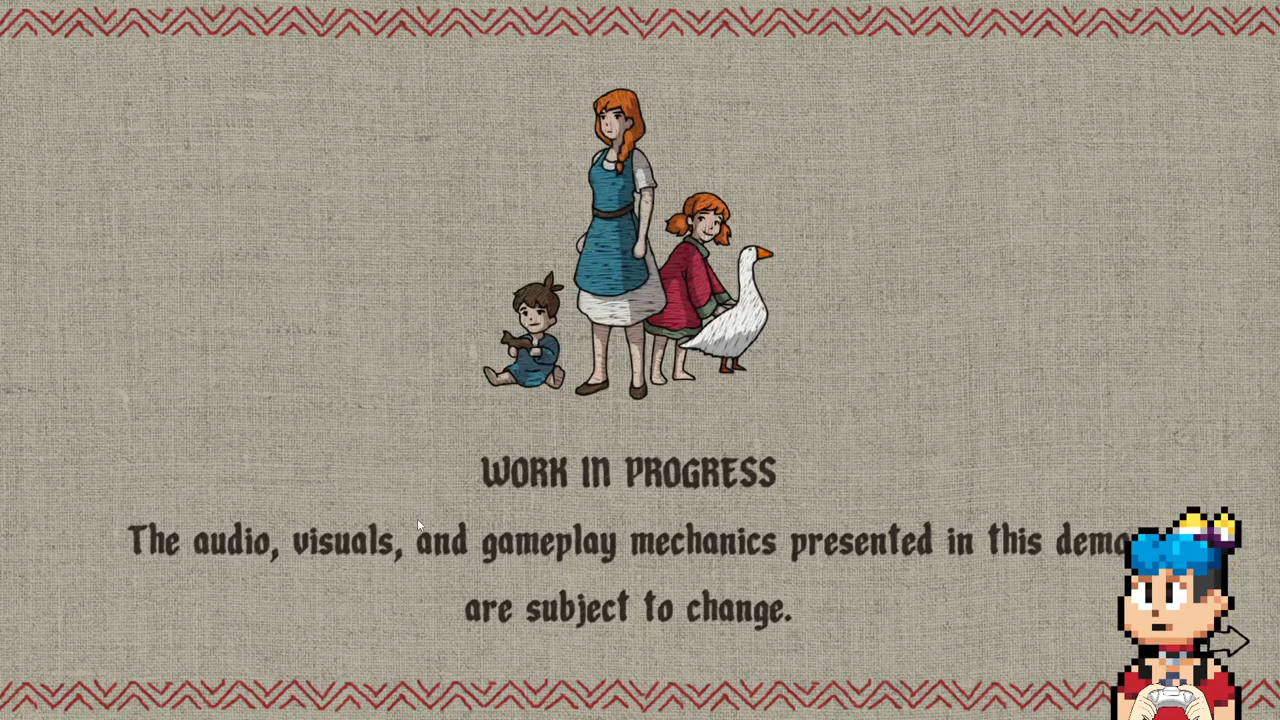 WORK IN PROGRESS
The audio, visuals, and gameplay mechanics presented in this demo
are subject to change.